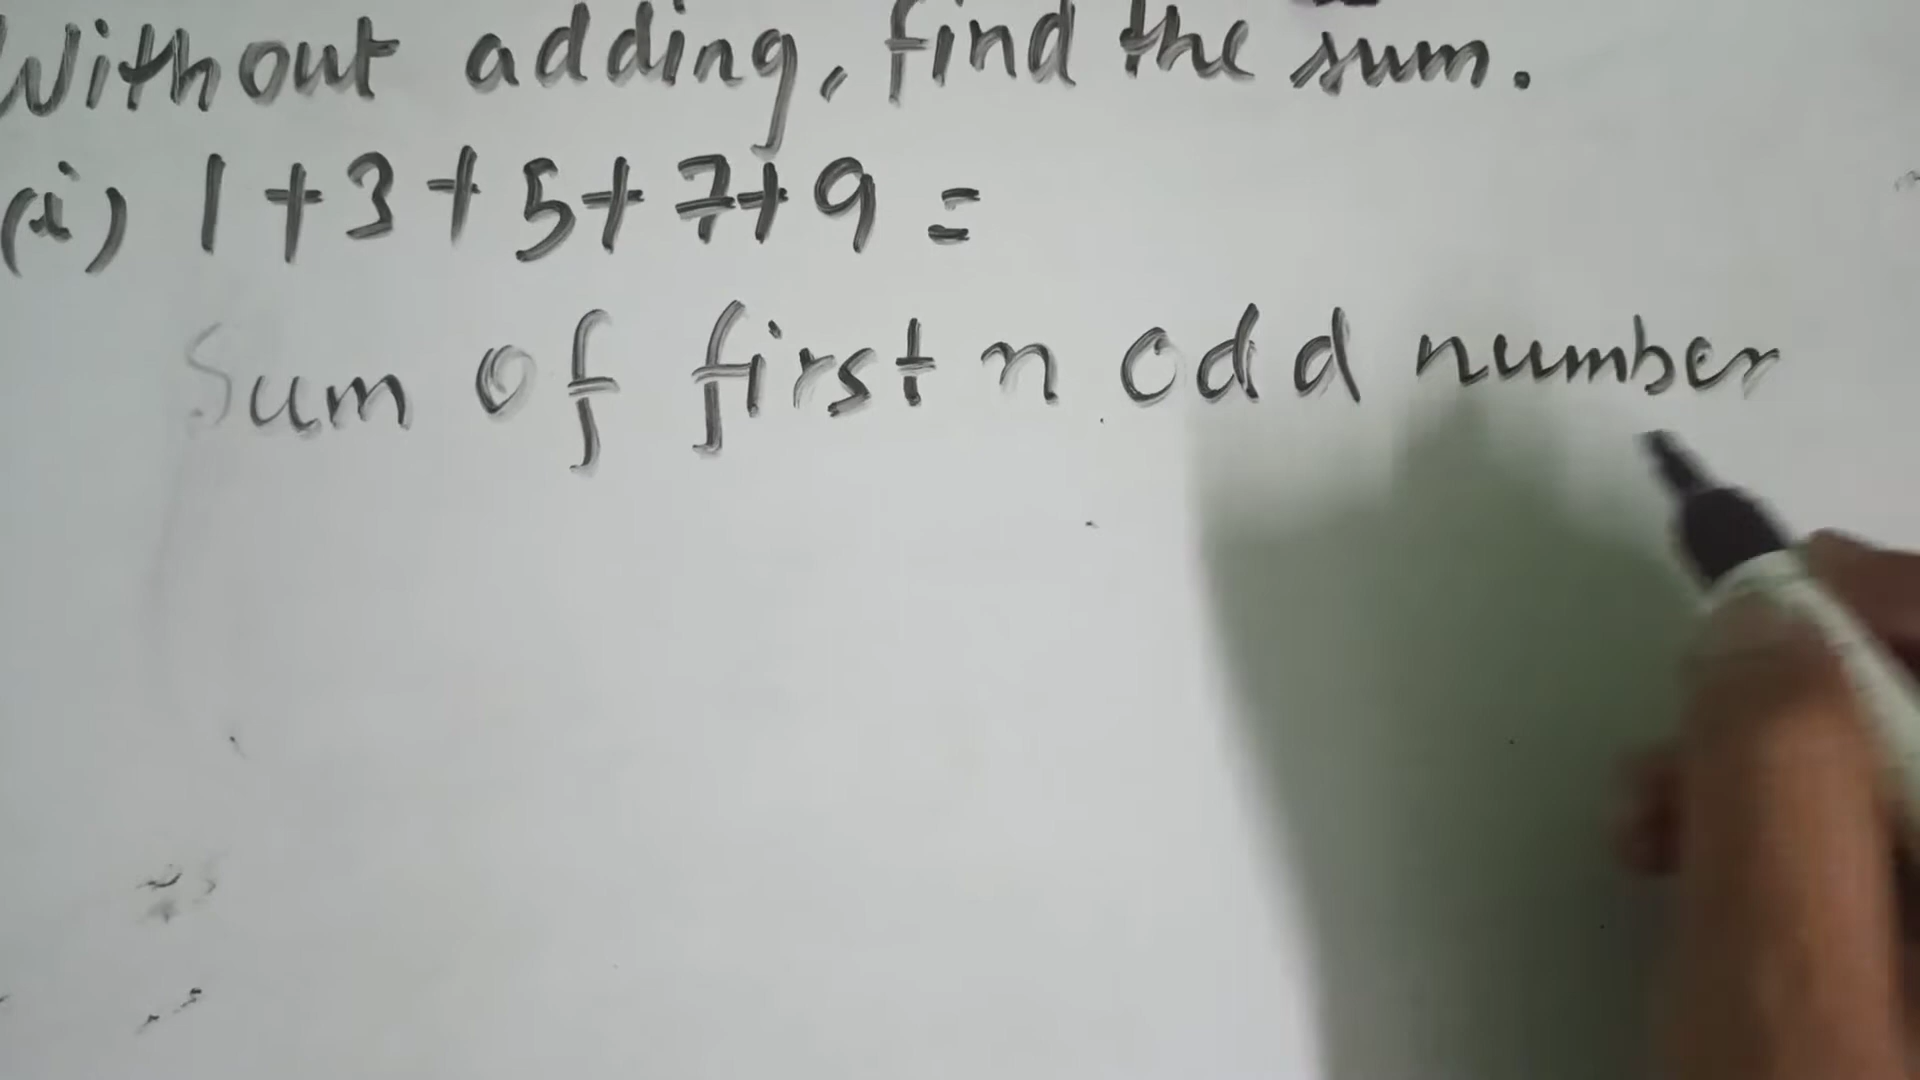 Without adding, find the sum.
(i) 1+3+5+7+9 =
Sum of first n odd number